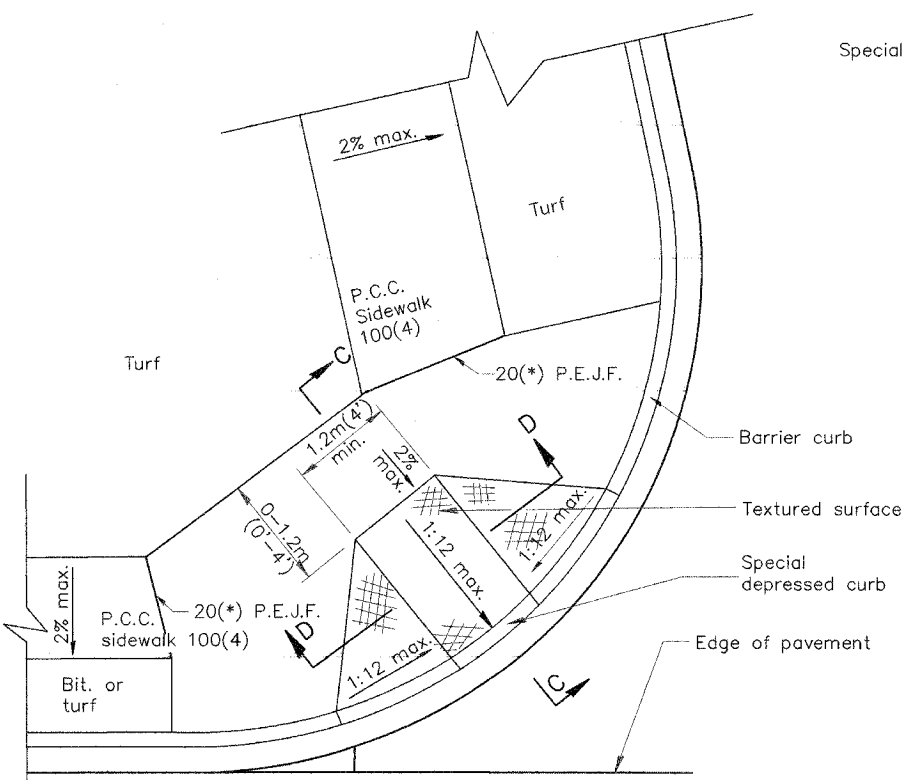 Special
2% max.
Turf
P.C.C.
Sidewalk
100(4)
Turf
C
20(*) P.E.J.F.
1.2m(4')
min.
D
2%
max.
Barrier curb
0-1.2m
(0'-4')
Textured surface
1:12 max.
1:12 max.
Special
depressed curb
2% max.
P.C.C.
sidewalk 100(4)
20(*) P.E.J.F.
D
Edge of pavement
1:12 max.
Bit. or
turf
C